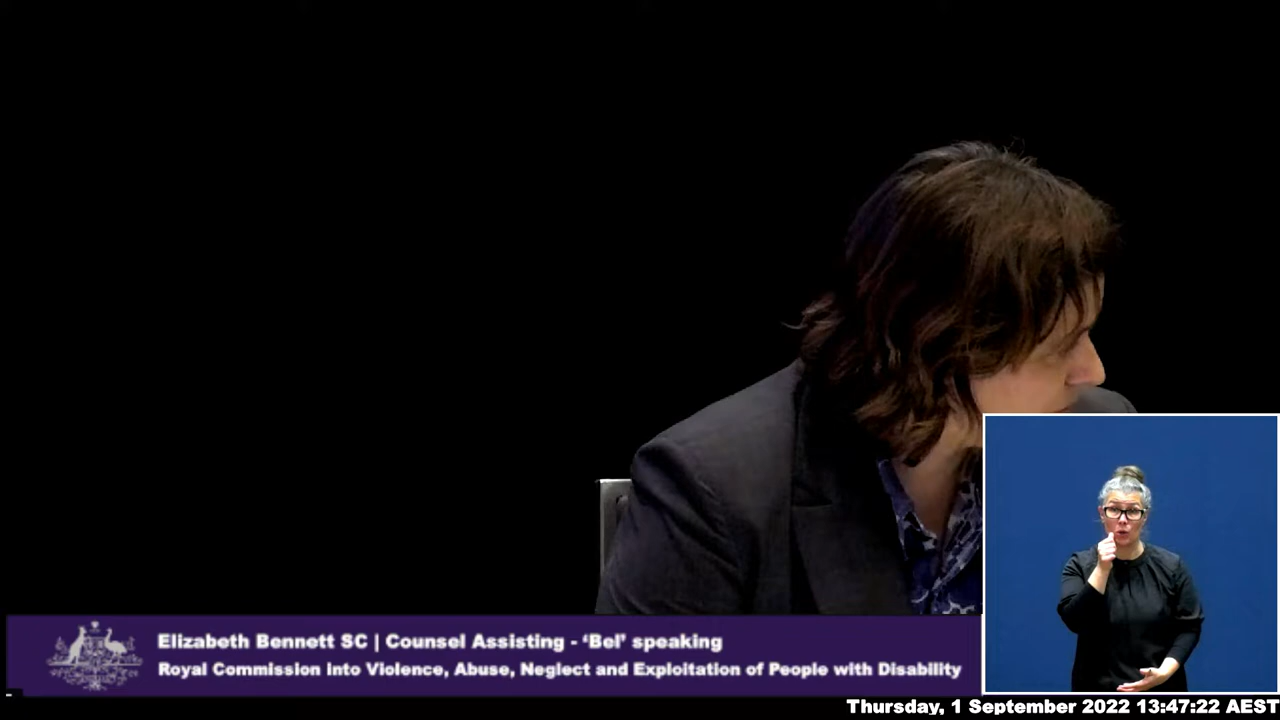 Elizabeth Bennett SC | Counsel Assisting - ‘Bel’ speaking
Royal Commission into Violence, Abuse, Neglect and Exploitation of People with Disability
Thursday, 1 September 2022 13:47:22 AEST